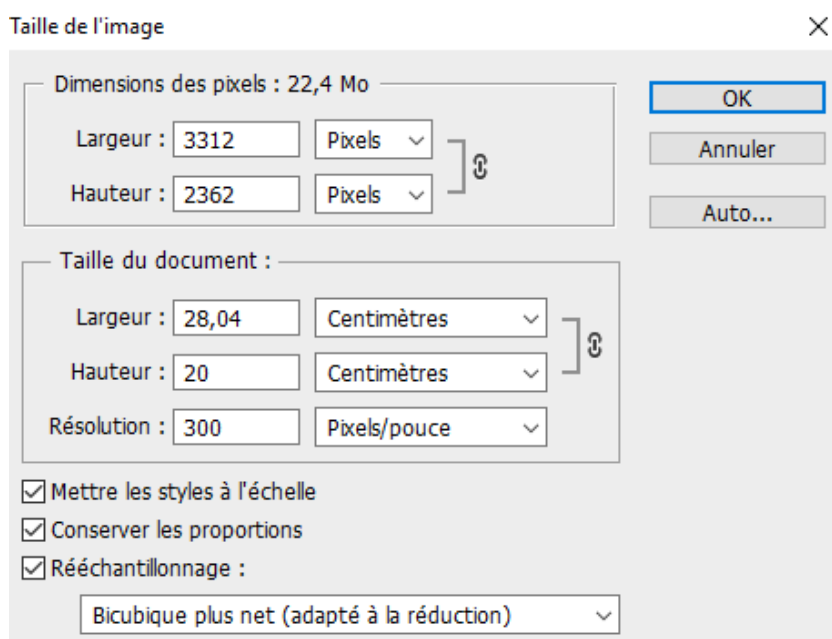 Taille de l'image
Dimensions des pixels : 22,4 Mo
OK
Largeur : 3312 Pixels
Annuler
Hauteur : 2362 Pixels
Auto...
Taille du document :
Largeur : 28,04 Centimètres
Hauteur : 20 Centimètres
Résolution : 300 Pixels/pouce
Mettre les styles à l'échelle
Conserver les proportions
Rééchantillonnage :
Bicubique plus net (adapté à la réduction)